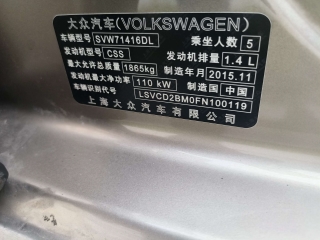 大众汽车(VOLKSWAGEN)
车辆型号 SVW71416DL 乘坐人数 5
发动机型号 CSS 发动机排量 1.4 L
最大允许总质量 1865kg 制造年月 2015.11
发动机最大净功率 110 kW 制造国 中国
车辆识别代号 LSVCD2BM0FN100119
上海大众汽车有限公司